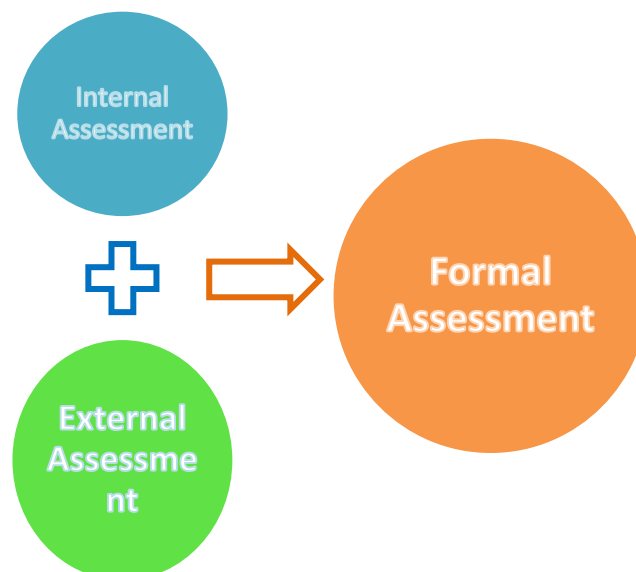 Internal
Assessment
External
Assessme
nt
Formal
Assessment